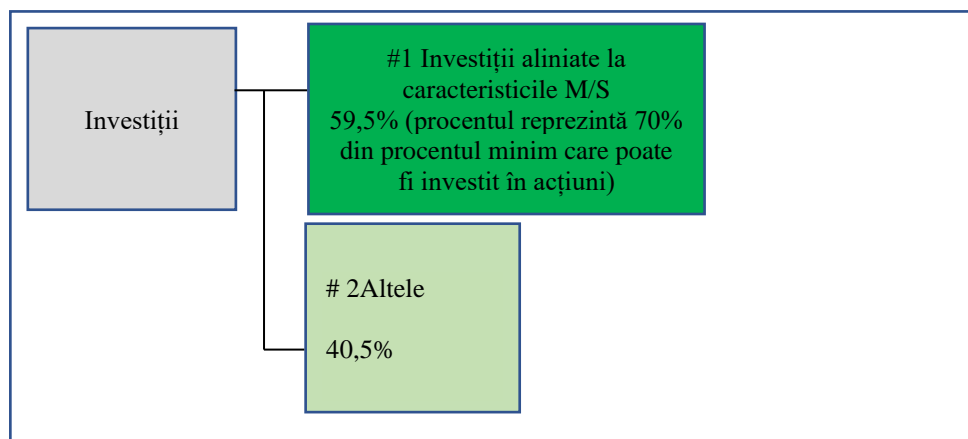 Investiții
#1 Investiții aliniate la
caracteristicile M/S
59,5% (procentul reprezintă 70%
din procentul minim care poate
fi investit în acțiuni)
# 2Altele
40,5%